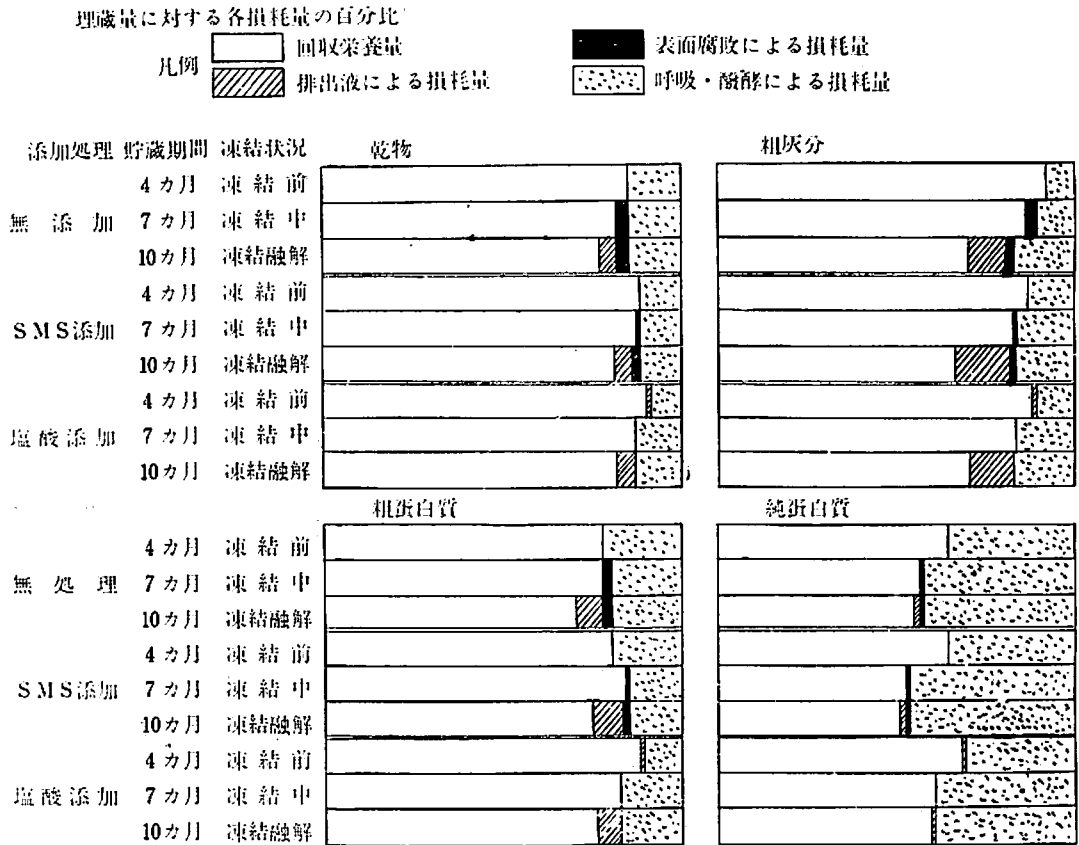 埋蔵量に対する各損耗量の百分比
凡例 回収栄養量 表面腐敗による損耗量
排出液による損耗量 呼吸・醗酵による損耗量
添加処理 貯蔵期間 凍結状況 乾物 粗灰分
4カ月 凍結前
無添加 7カ月 凍結中
10カ月 凍結融解
4カ月 凍結前
SMS添加 7カ月 凍結中
10カ月 凍結融解
4カ月 凍結前
塩酸添加 7カ月 凍結中
10カ月 凍結融解
粗蛋白質 純蛋白質
4カ月 凍結前
無処理 7カ月 凍結中
10カ月 凍結融解
4カ月 凍結前
SMS添加 7カ月 凍結中
10カ月 凍結融解
4カ月 凍結前
塩酸添加 7カ月 凍結中
10カ月 凍結融解